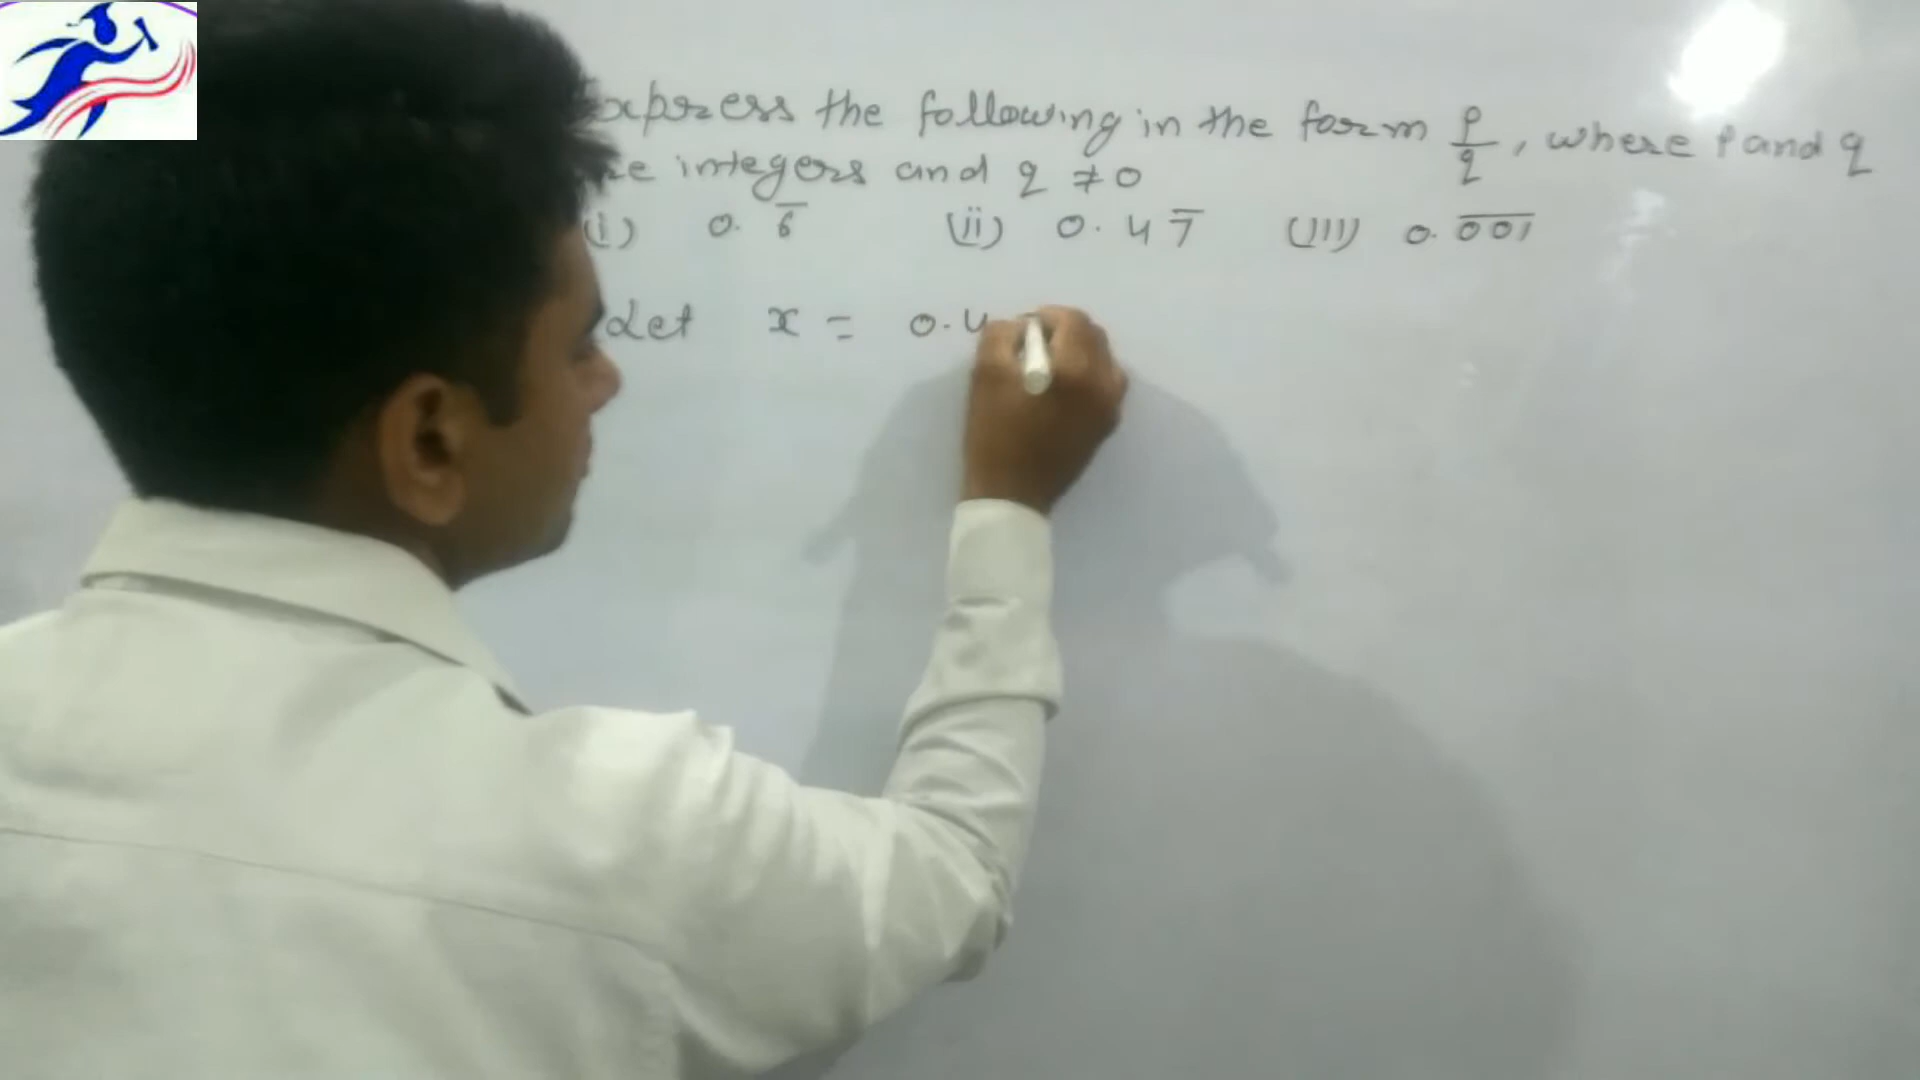 express the following in the form p/q, where p and q
integers and q ≠ 0
(i) 0.6̅ (ii) 0.47̅ (III) 0.0̅0̅1̅
Let x = 0.4